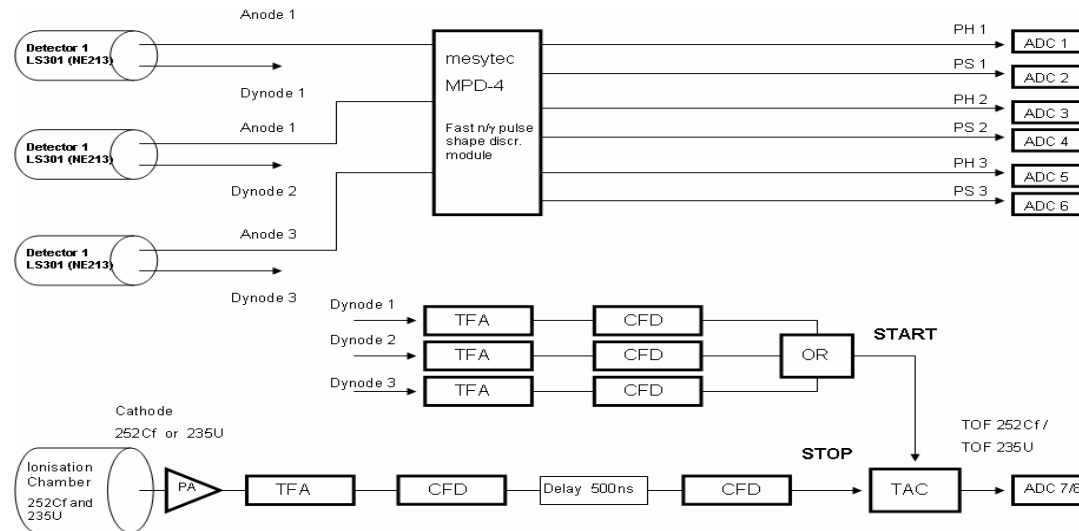 Anode 1
Detector 1
LS301 (NE213)
Dynode 1
Anode 1
Detector 1
LS301 (NE213)
Dynode 2
Anode 3
Detector 1
LS301 (NE213)
Dynode 3
mesytec
MPD-4
Fast n/γ pulse
shape discr.
module
PH 1
ADC 1
PS 1
ADC 2
PH 2
ADC 3
PS 2
ADC 4
PH 3
ADC 5
PS 3
ADC 6
Dynode 1
TFA
CFD
Dynode 2
TFA
CFD
Dynode 3
TFA
CFD
OR
START
Cathode
252Cf or 235U
Ionisation
Chamber
252Cf and
235U
PA
TFA
CFD
Delay 500ns
CFD
STOP
TAC
TOF 252Cf /
TOF 235U
ADC 7/8